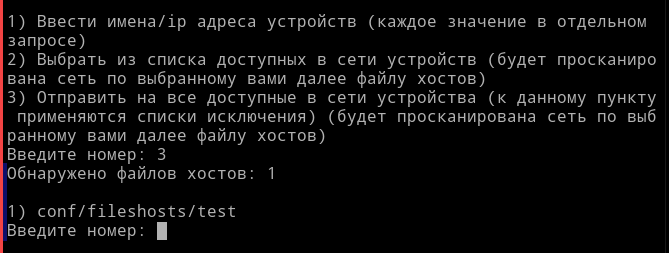 1) Ввести имена/ip адреса устройств (каждое значение в отдельном
запросе)
2) Выбрать из списка доступных в сети устройств (будет просканиро
вана сеть по выбранному вами далее файлу хостов)
3) Отправить на все доступные в сети устройства (к данному пункту
применяются списки исключения) (будет просканирована сеть по выб
ранному вами далее файлу хостов)
Введите номер: 3
Обнаружено файлов хостов: 1
1) conf/fileshosts/test
Введите номер: